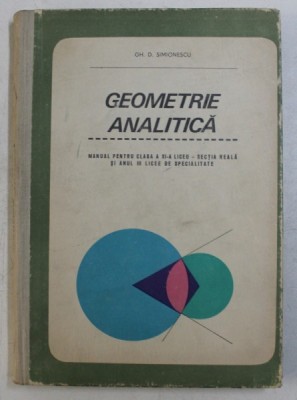 GH. D. SIMIONESCU
GEOMETRIE
ANALITICĂ
MANUAL PENTRU CLASA A XI-A LICEU - SECȚIA REALĂ
ȘI ANUL III LICEE DE SPECIALITATE